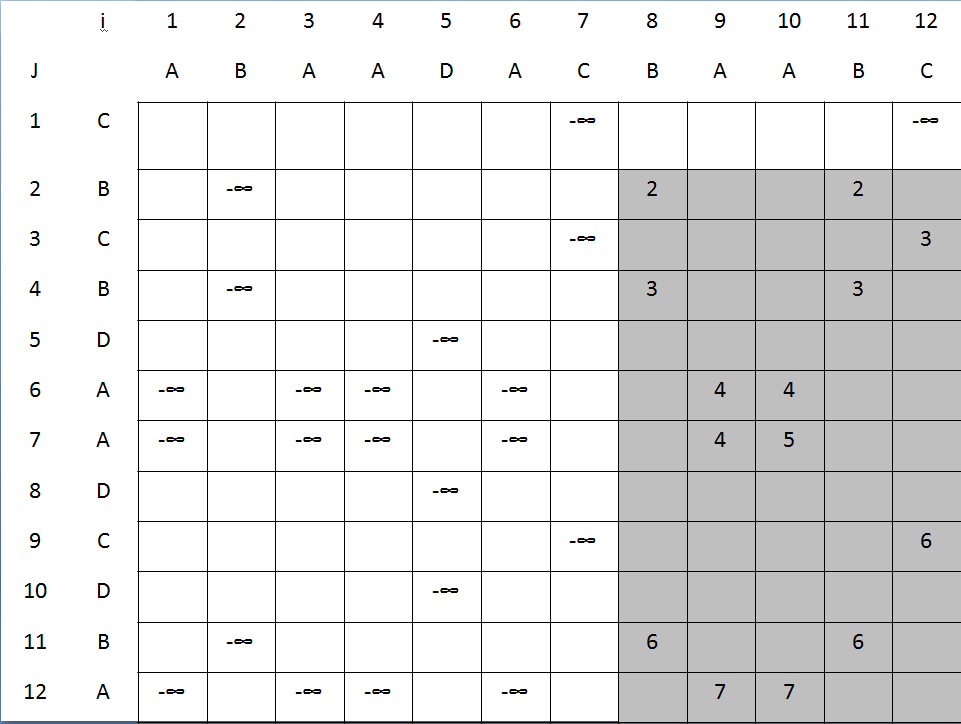 i 1 2 3 4 5 6 7 8 9 10 11 12
J A B A A D A C B A A B C
1 C -∞ -∞
2 B -∞ 2 2
3 C -∞ 3
4 B -∞ 3 3
5 D -∞
6 A -∞ -∞ -∞ -∞ 4 4
7 A -∞ -∞ -∞ -∞ 4 5
8 D -∞
9 C -∞ 6
10 D -∞
11 B -∞ 6 6
12 A -∞ -∞ -∞ -∞ 7 7